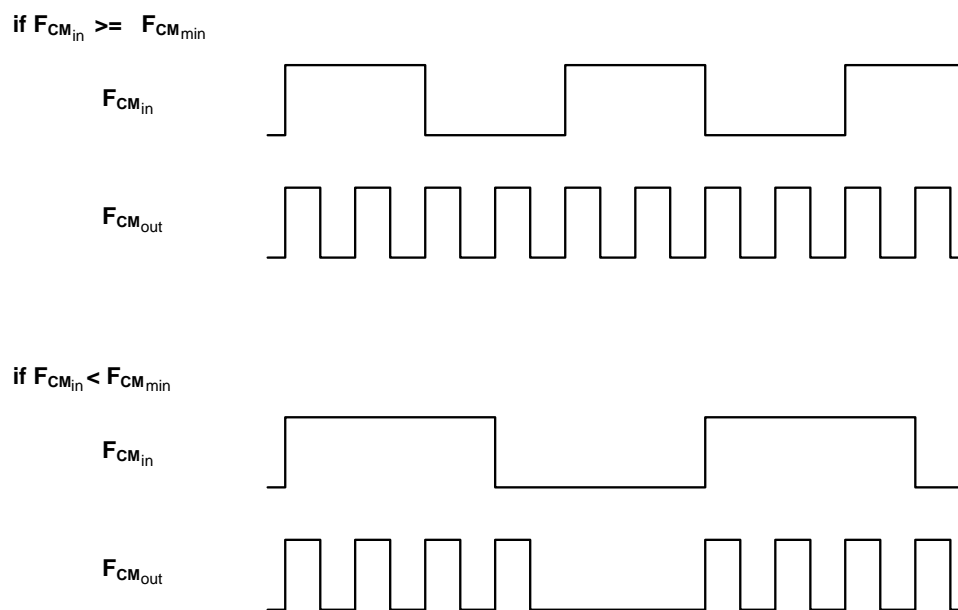 if FCMin >= FCMmin
FCMin
FCMout
if FCMin < FCMmin
FCMin
FCMout